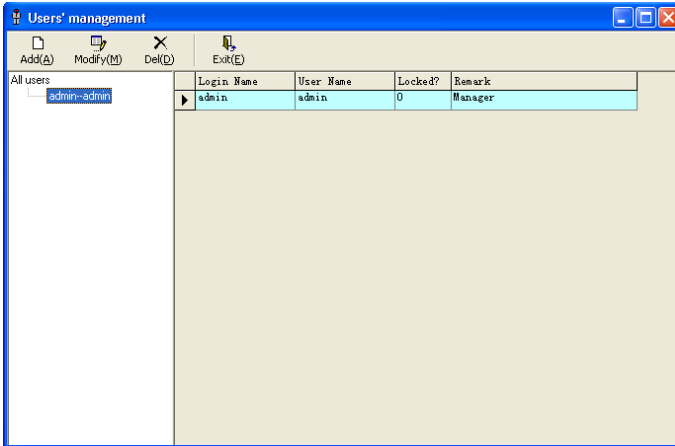 Users' management
Add(A) Modify(M) Del(D) Exit(E)
All users
admin--admin
Login Name User Name Locked? Remark
admin admin 0 Manager